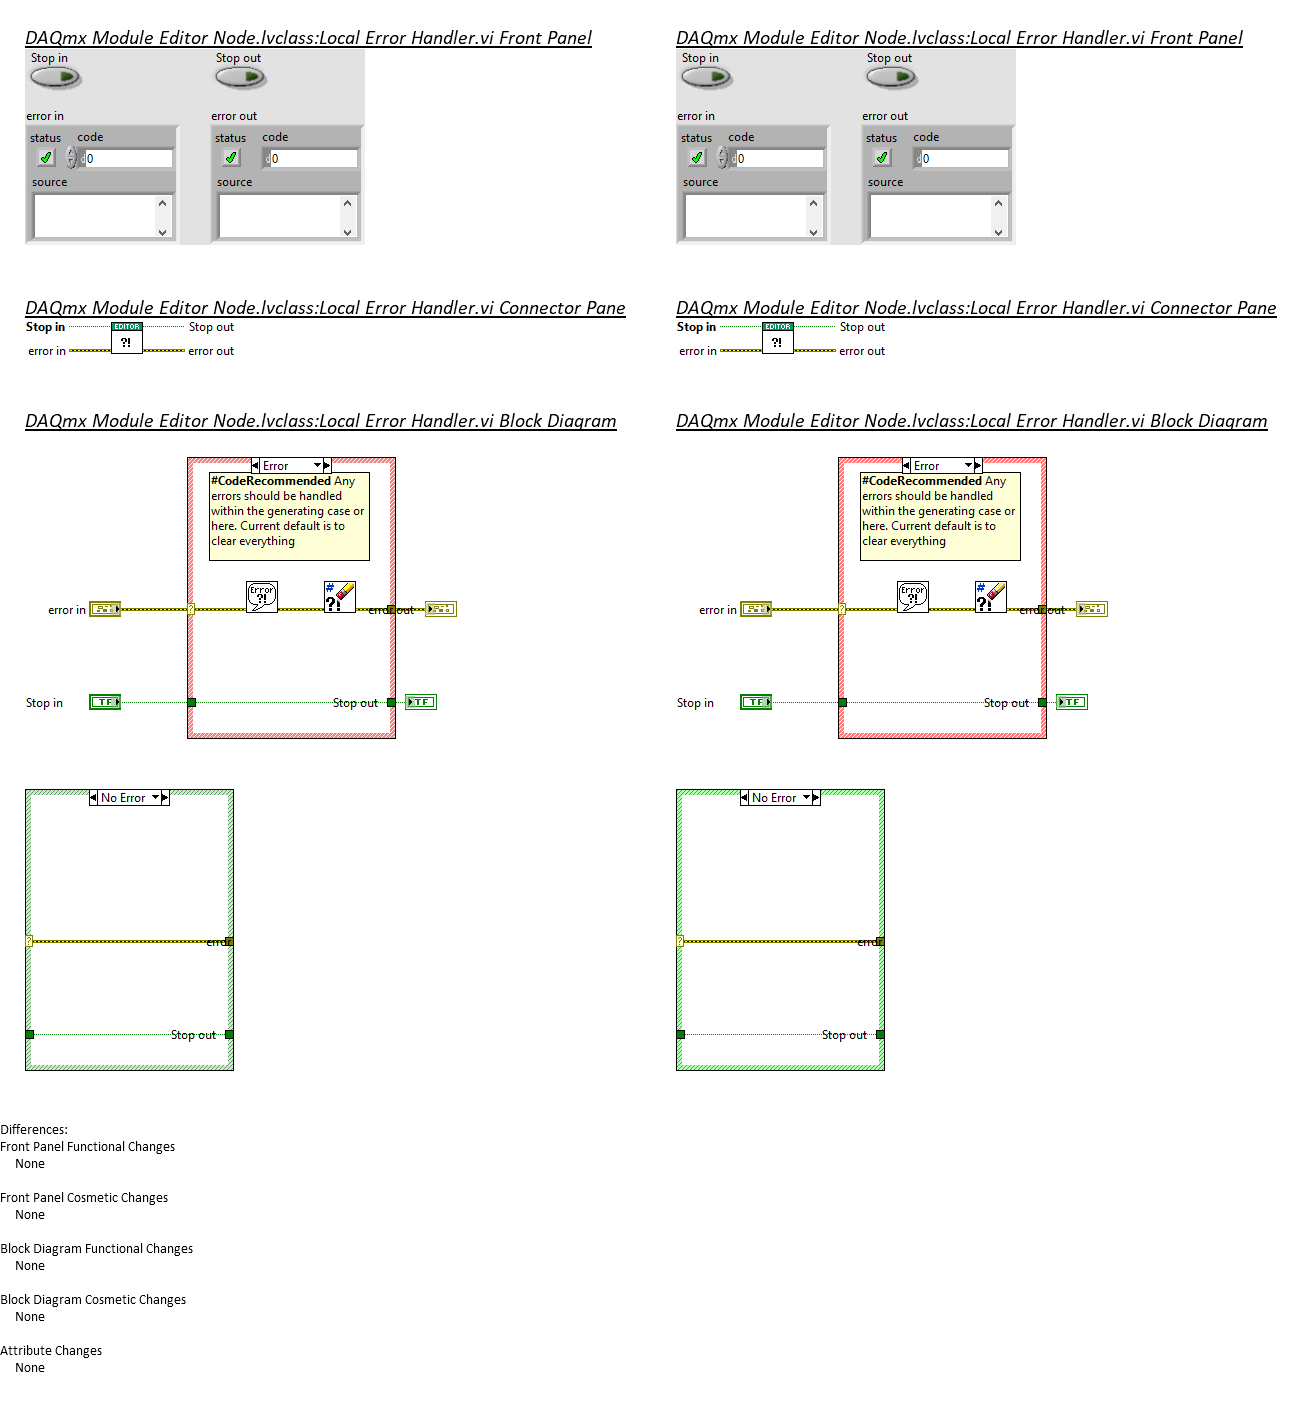 DAQmx Module Editor Node.lvclass:Local Error Handler.vi Front Panel
Stop in Stop out
error in error out
status code status code
0 0
source source
DAQmx Module Editor Node.lvclass:Local Error Handler.vi Front Panel
Stop in Stop out
error in error out
status code status code
0 0
source source
DAQmx Module Editor Node.lvclass:Local Error Handler.vi Connector Pane
Stop in EDITOR Stop out
?!
error in error out
DAQmx Module Editor Node.lvclass:Local Error Handler.vi Connector Pane
Stop in EDITOR Stop out
?!
error in error out
DAQmx Module Editor Node.lvclass:Local Error Handler.vi Block Diagram
Error
#CodeRecommended Any
errors should be handled
within the generating case or
here. Current default is to
clear everything
Error #
?! ?!
error in ? error out
Stop in TF Stop out TF
No Error
? error
Stop out
DAQmx Module Editor Node.lvclass:Local Error Handler.vi Block Diagram
Error
#CodeRecommended Any
errors should be handled
within the generating case or
here. Current default is to
clear everything
Error #
?! ?!
error in ? error out
Stop in TF Stop out TF
No Error
? error
Stop out
Differences:
Front Panel Functional Changes
None
Front Panel Cosmetic Changes
None
Block Diagram Functional Changes
None
Block Diagram Cosmetic Changes
None
Attribute Changes
None